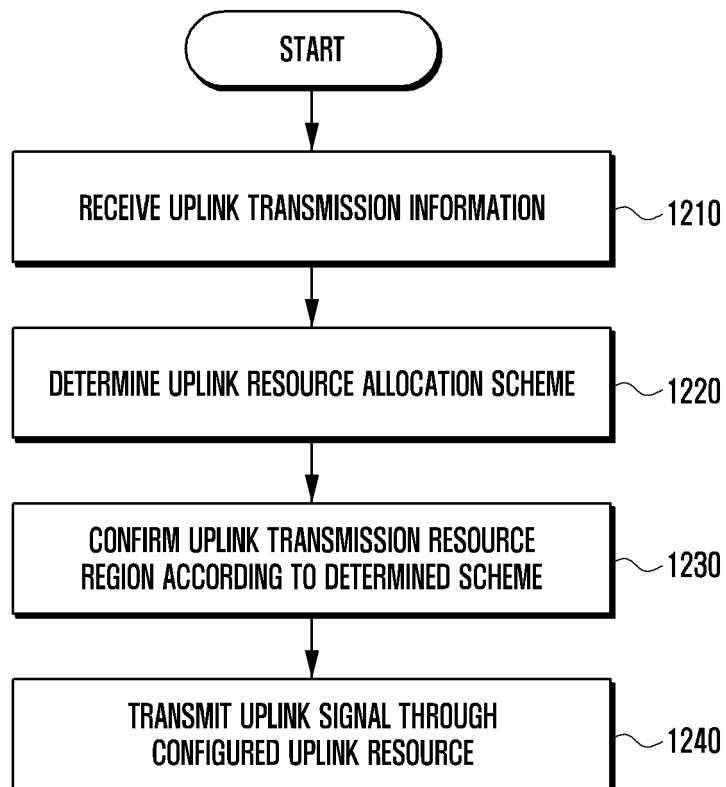 START
RECEIVE UPLINK TRANSMISSION INFORMATION
1210
DETERMINE UPLINK RESOURCE ALLOCATION SCHEME
1220
CONFIRM UPLINK TRANSMISSION RESOURCE
REGION ACCORDING TO DETERMINED SCHEME
1230
TRANSMIT UPLINK SIGNAL THROUGH
CONFIGURED UPLINK RESOURCE
1240